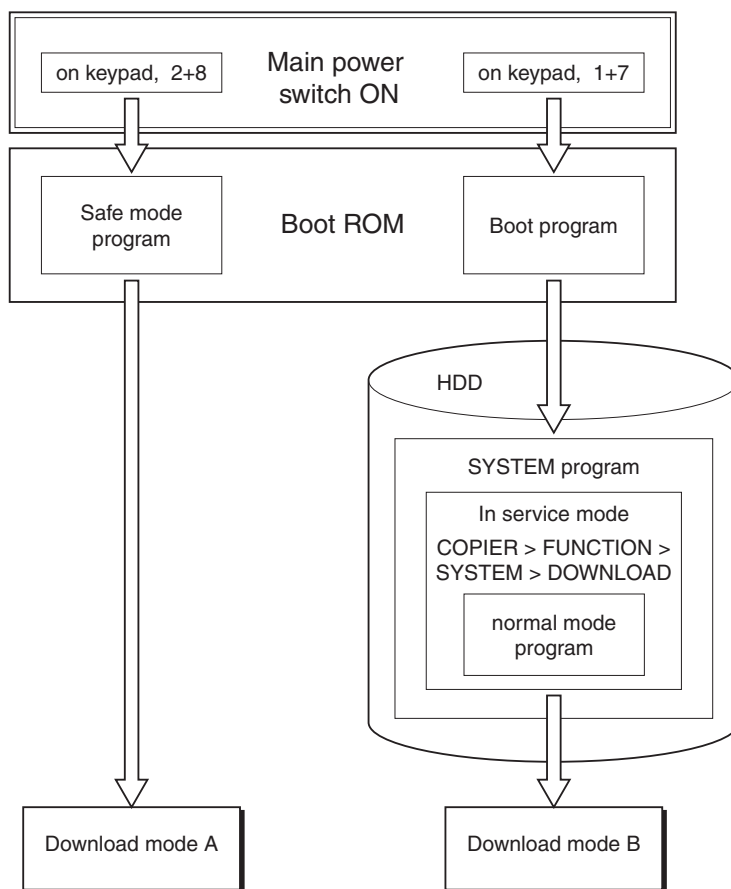 on keypad, 2+8
Main power
switch ON
on keypad, 1+7
Safe mode
program
Boot ROM
Boot program
HDD
SYSTEM program
In service mode
COPIER > FUNCTION >
SYSTEM > DOWNLOAD
normal mode
program
Download mode A
Download mode B